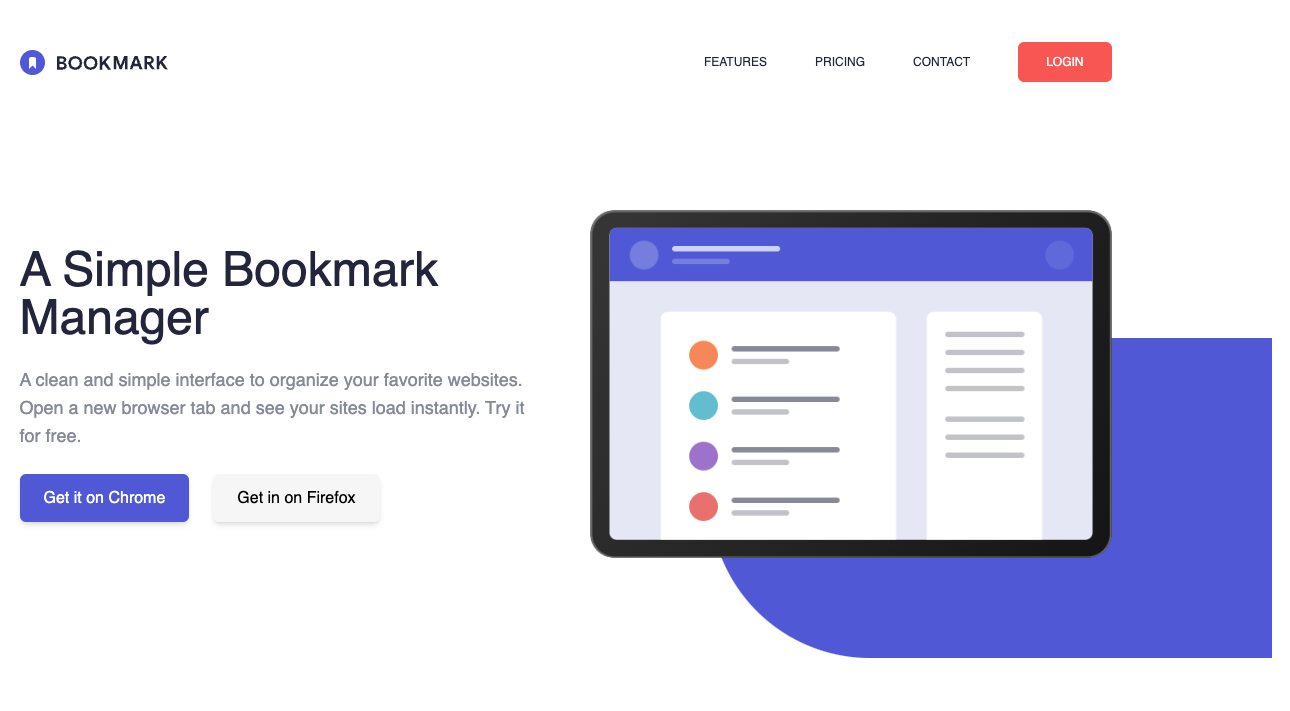 BOOKMARK
FEATURES
PRICING
CONTACT
LOGIN
A Simple Bookmark
Manager
A clean and simple interface to organize your favorite websites.
Open a new browser tab and see your sites load instantly. Try it
for free.
Get it on Chrome
Get in on Firefox